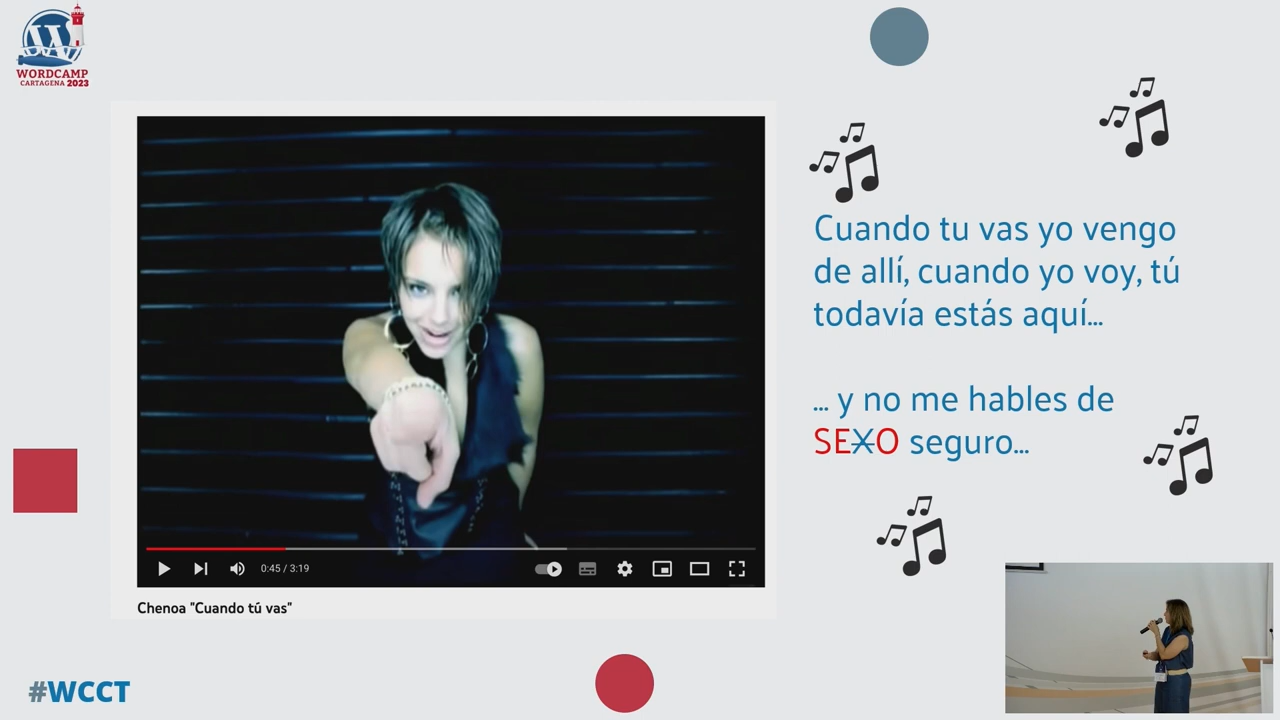 W
WORDCAMP
CARTAGENA 2023
Cuando tu vas yo vengo
de allí, cuando yo voy, tú
todavía estás aquí...
... y no me hables de
SEXO seguro...
0:45 / 3:19
Chenoa "Cuando tú vas"
#WCCT